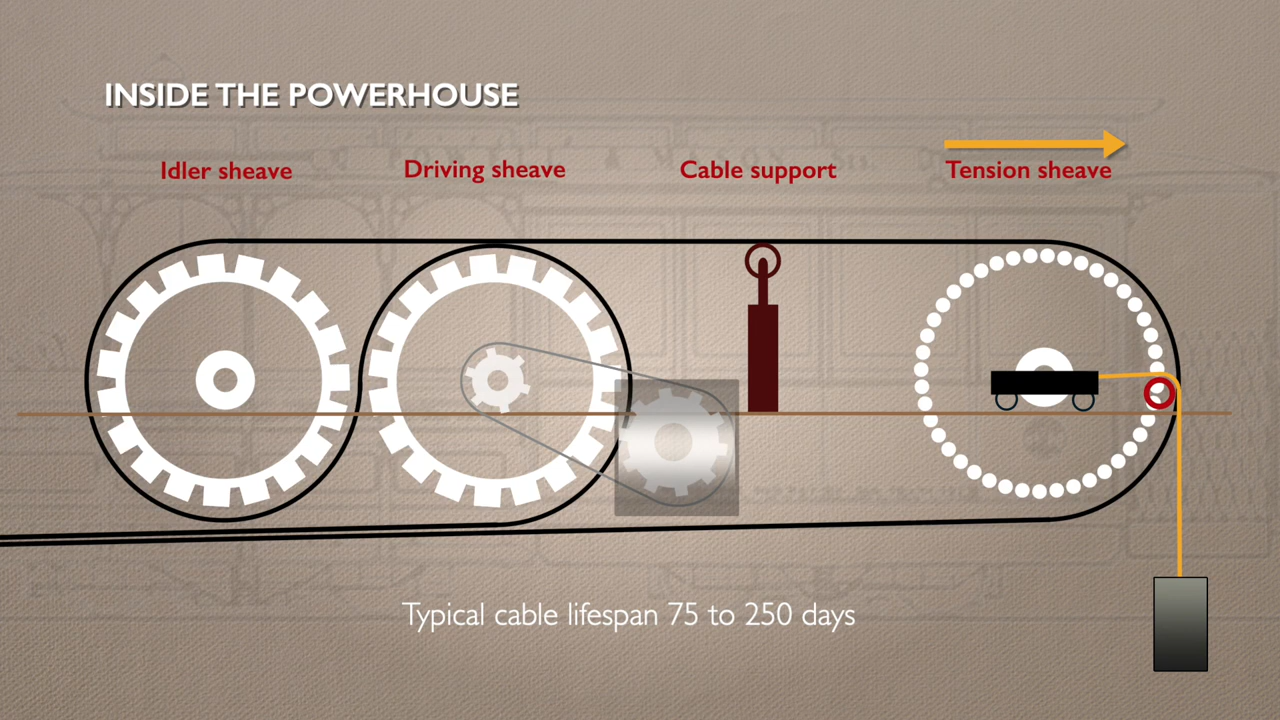 INSIDE THE POWERHOUSE
Idler sheave
Driving sheave
Cable support
Tension sheave
Typical cable lifespan 75 to 250 days